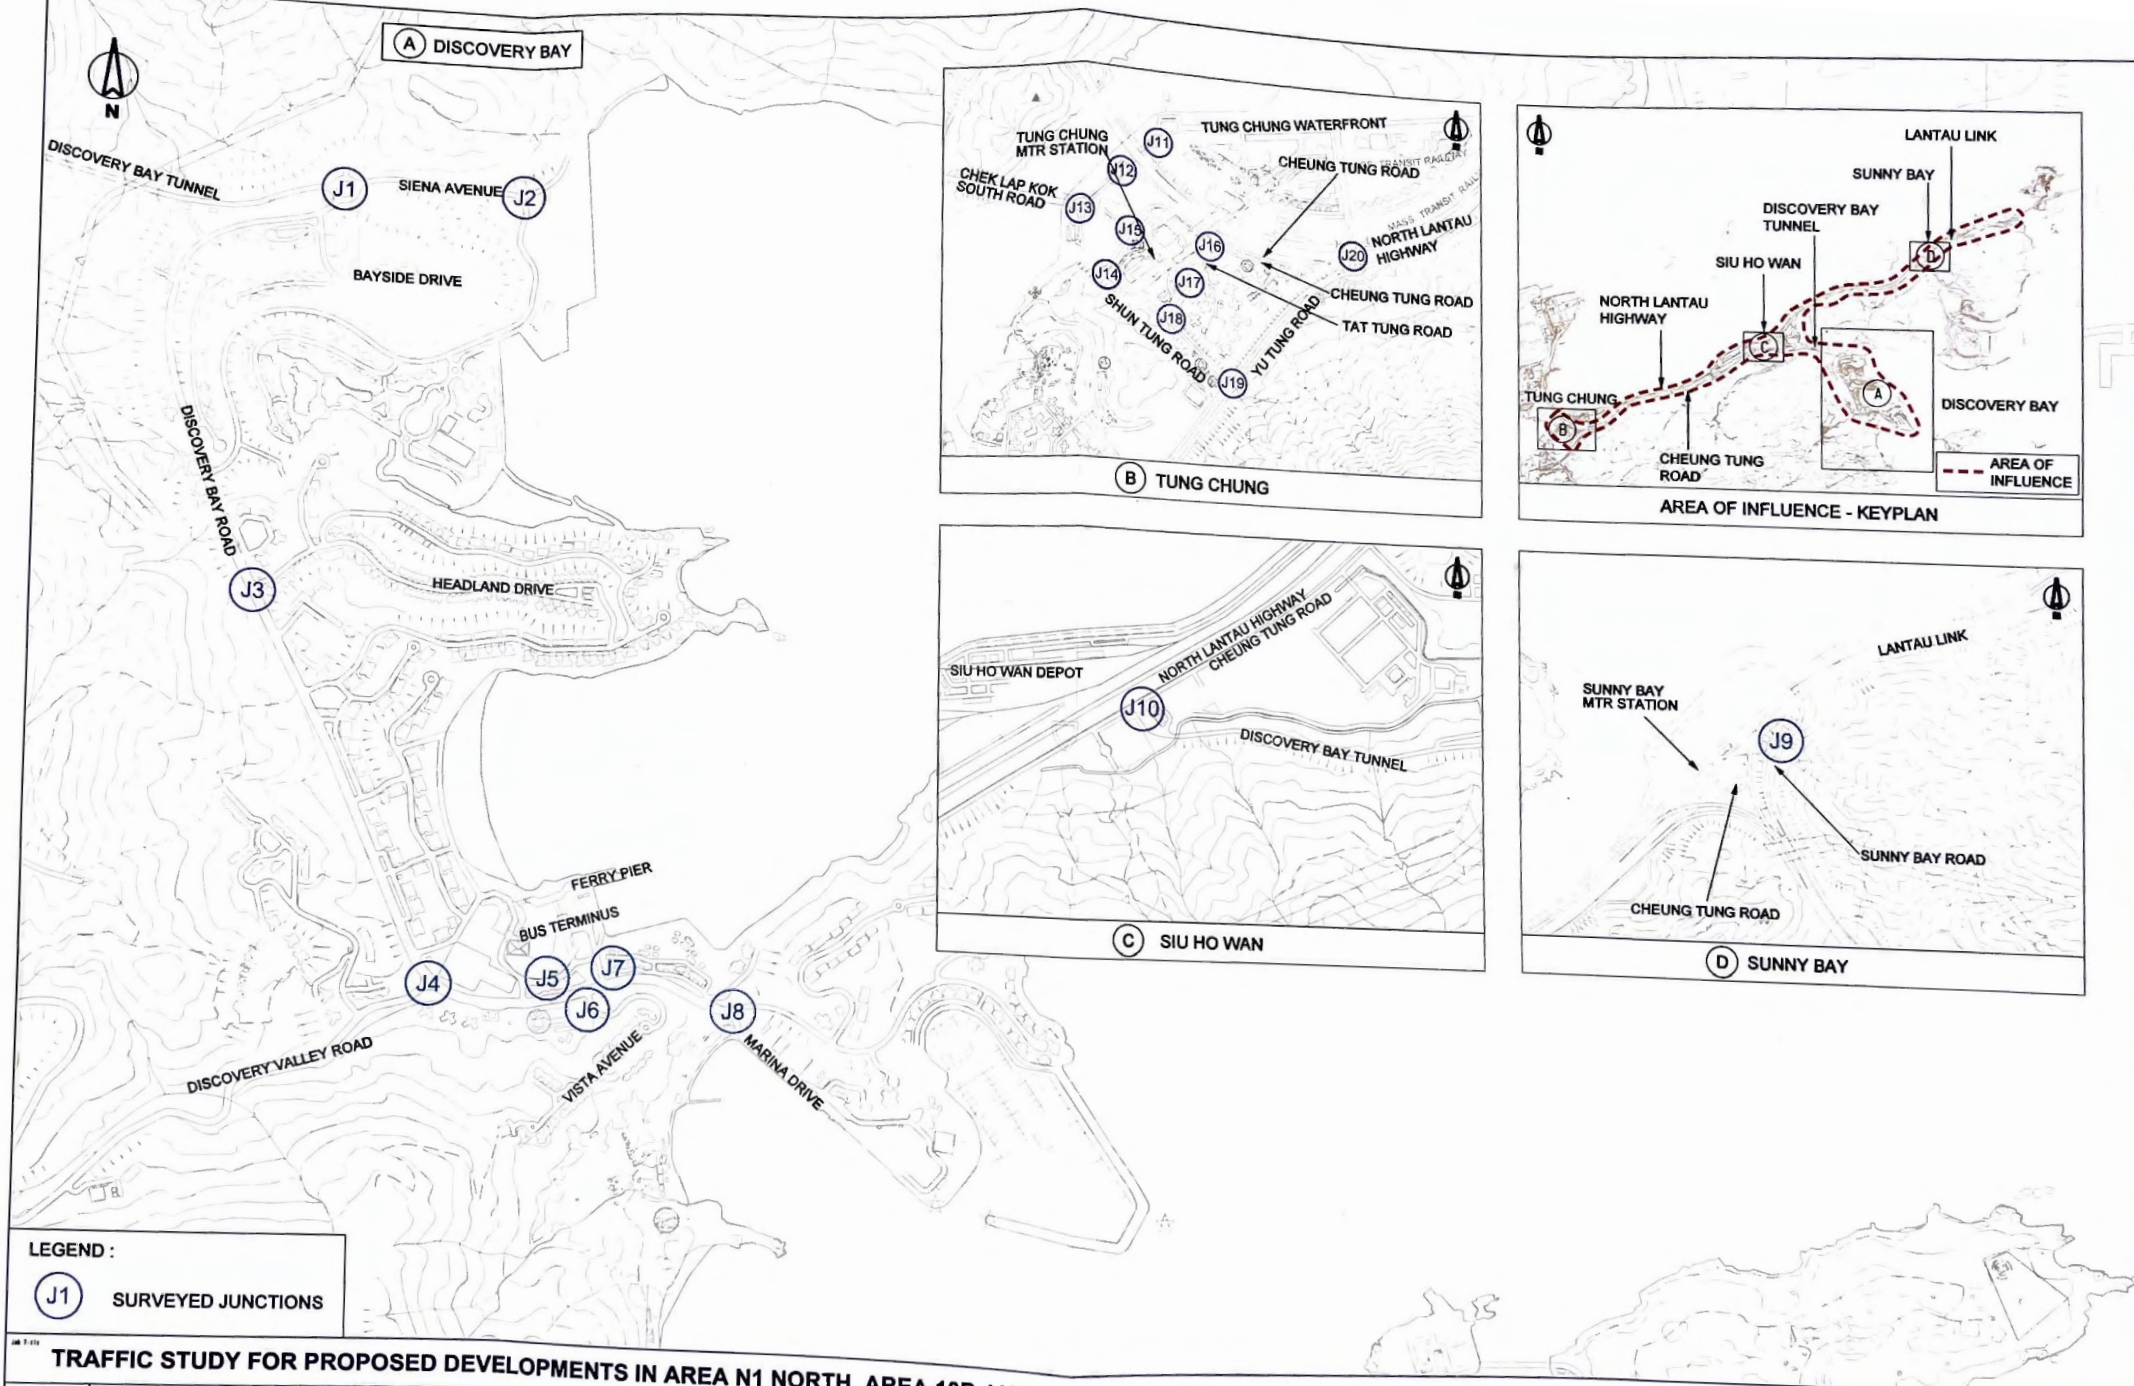 A DISCOVERY BAY
N
DISCOVERY BAY TUNNEL
J1
SIENA AVENUE
J2
BAYSIDE DRIVE
DISCOVERY BAY ROAD
J3
HEADLAND DRIVE
FERRY PIER
BUS TERMINUS
J4
J5
J7
J6
J8
DISCOVERY VALLEY ROAD
VISTA AVENUE
MARINA DRIVE
LEGEND :
J1 SURVEYED JUNCTIONS
TUNG CHUNG
MTR STATION
J11
TUNG CHUNG WATERFRONT
J12
CHEUNG TUNG ROAD
TRANSIT RAILWAY
CHEK LAP KOK
SOUTH ROAD
J13
MASS TRANSIT
J15
J16
J20
NORTH LANTAU
HIGHWAY
J14
J17
CHEUNG TUNG ROAD
J18
TAT TUNG ROAD
SHUN TUNG ROAD
YU TUNG ROAD
J19
B TUNG CHUNG
LANTAU LINK
SUNNY BAY
DISCOVERY BAY
TUNNEL
SIU HO WAN
D
NORTH LANTAU
HIGHWAY
C
TUNG CHUNG
A
DISCOVERY BAY
B
CHEUNG TUNG
ROAD
AREA OF
INFLUENCE
AREA OF INFLUENCE - KEYPLAN
NORTH LANTAU HIGHWAY
CHEUNG TUNG ROAD
SIU HO WAN DEPOT
J10
DISCOVERY BAY TUNNEL
C SIU HO WAN
LANTAU LINK
SUNNY BAY
MTR STATION
J9
SUNNY BAY ROAD
CHEUNG TUNG ROAD
D SUNNY BAY
TRAFFIC STUDY FOR PROPOSED DEVELOPMENTS IN AREA N1 NORTH, AREA